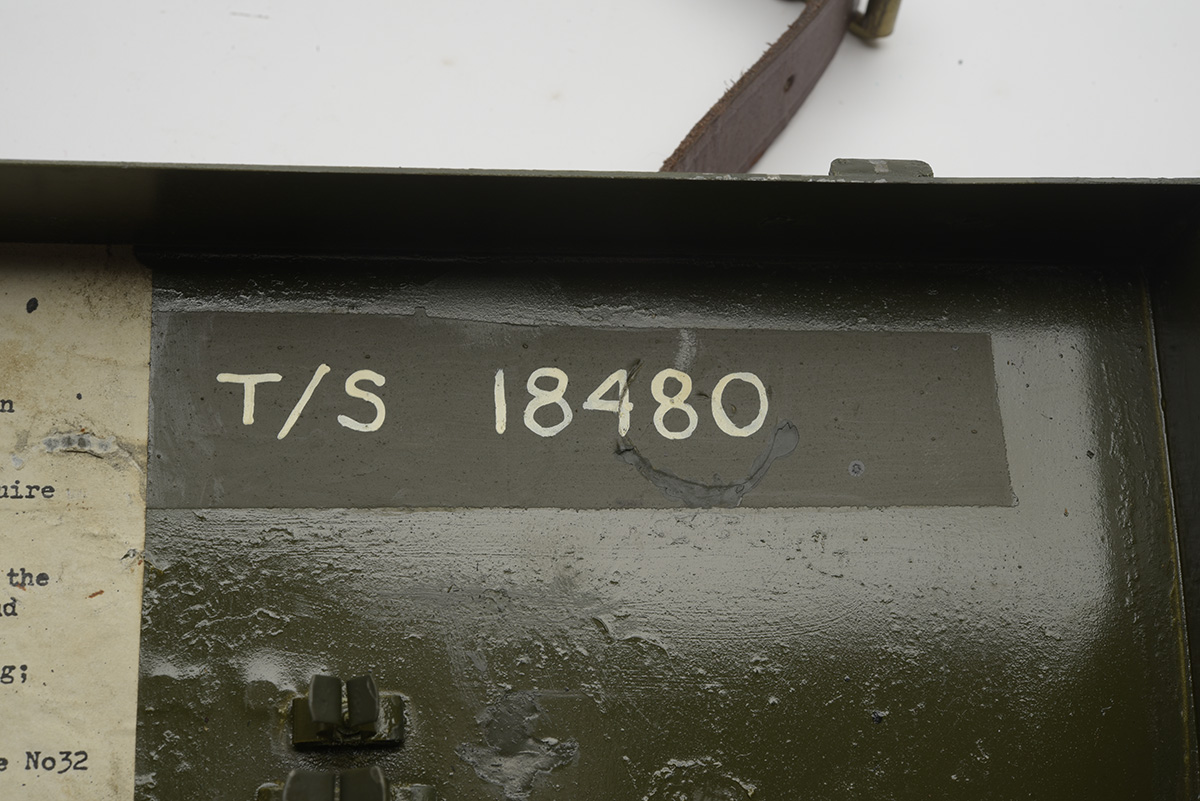 T/S 18480
n
uire
the
g;
No32